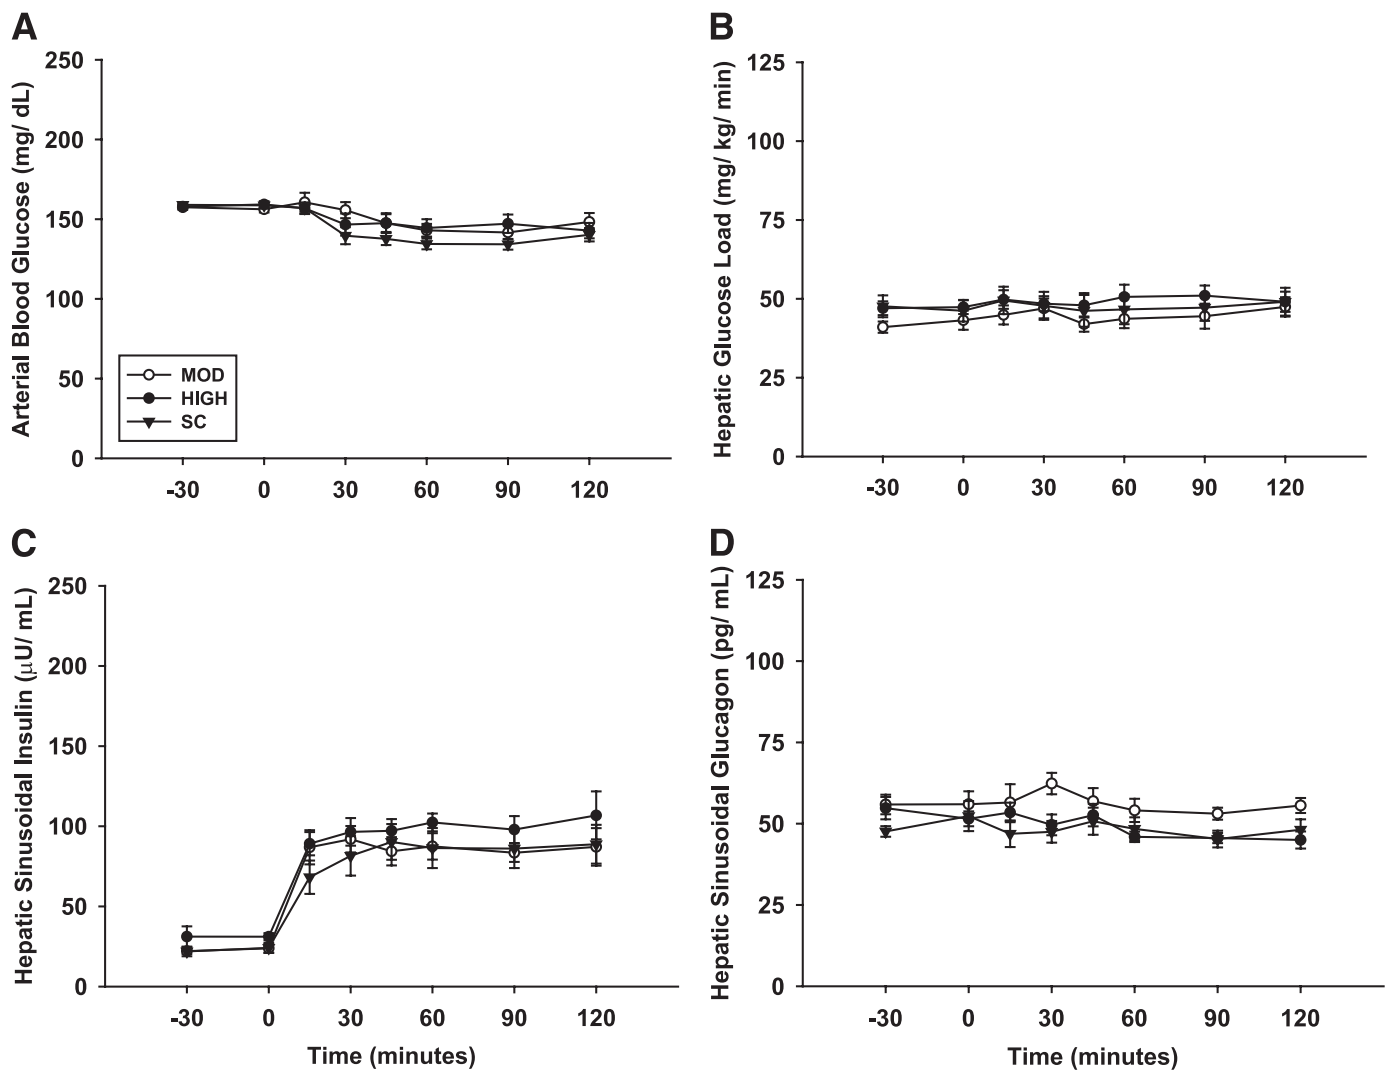 A
Arterial Blood Glucose (mg/ dL)
250
200
150
100
50
0
MOD
HIGH
SC
-30 0 30 60 90 120
B
Hepatic Glucose Load (mg/ kg/ min)
125
100
75
50
25
0
-30 0 30 60 90 120
C
Hepatic Sinusoidal Insulin (μU/ mL)
250
200
150
100
50
0
-30 0 30 60 90 120
Time (minutes)
D
Hepatic Sinusoidal Glucagon (pg/ mL)
125
100
75
50
25
0
-30 0 30 60 90 120
Time (minutes)